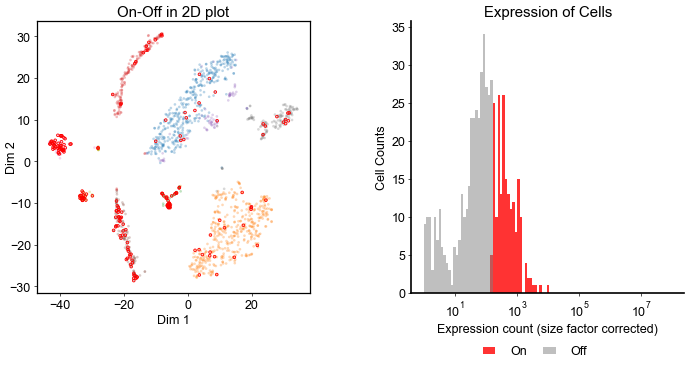 On-Off in 2D plot
Dim 2
30
20
10
0
−10
−20
−30
−40
−20
0
20
Dim 1
Expression of Cells
Cell Counts
35
30
25
20
15
10
5
0
10^1
10^3
10^5
10^7
Expression count (size factor corrected)
On
Off